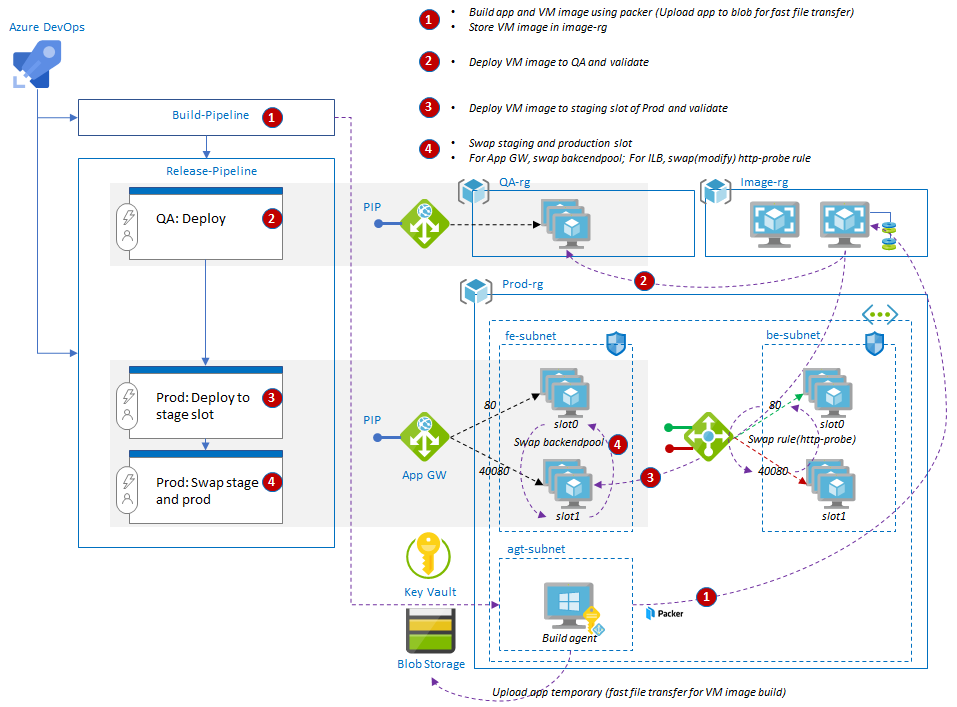 1
• Build app and VM image using packer (Upload app to blob for fast file transfer)
• Store VM image in image-rg
Azure DevOps
2
• Deploy VM image to QA and validate
3
• Deploy VM image to staging slot of Prod and validate
Build-Pipeline
1
4
• Swap staging and production slot
• For App GW, swap bakcendpool; For ILB, swap(modify) http-probe rule
Release-Pipeline
QA-rg
Image-rg
QA: Deploy
2
PIP
2
Prod-rg
fe-subnet
be-subnet
Prod: Deploy to
stage slot
3
80
slot0
80
slot0
PIP
Swap backendpool
4
Swap rule(http-probe)
App GW
40080
3
40080
Prod: Swap stage
and prod
4
slot1
slot1
agt-subnet
Key Vault
1
Packer
Build agent
Blob Storage
Upload app temporary (fast file transfer for VM image build)